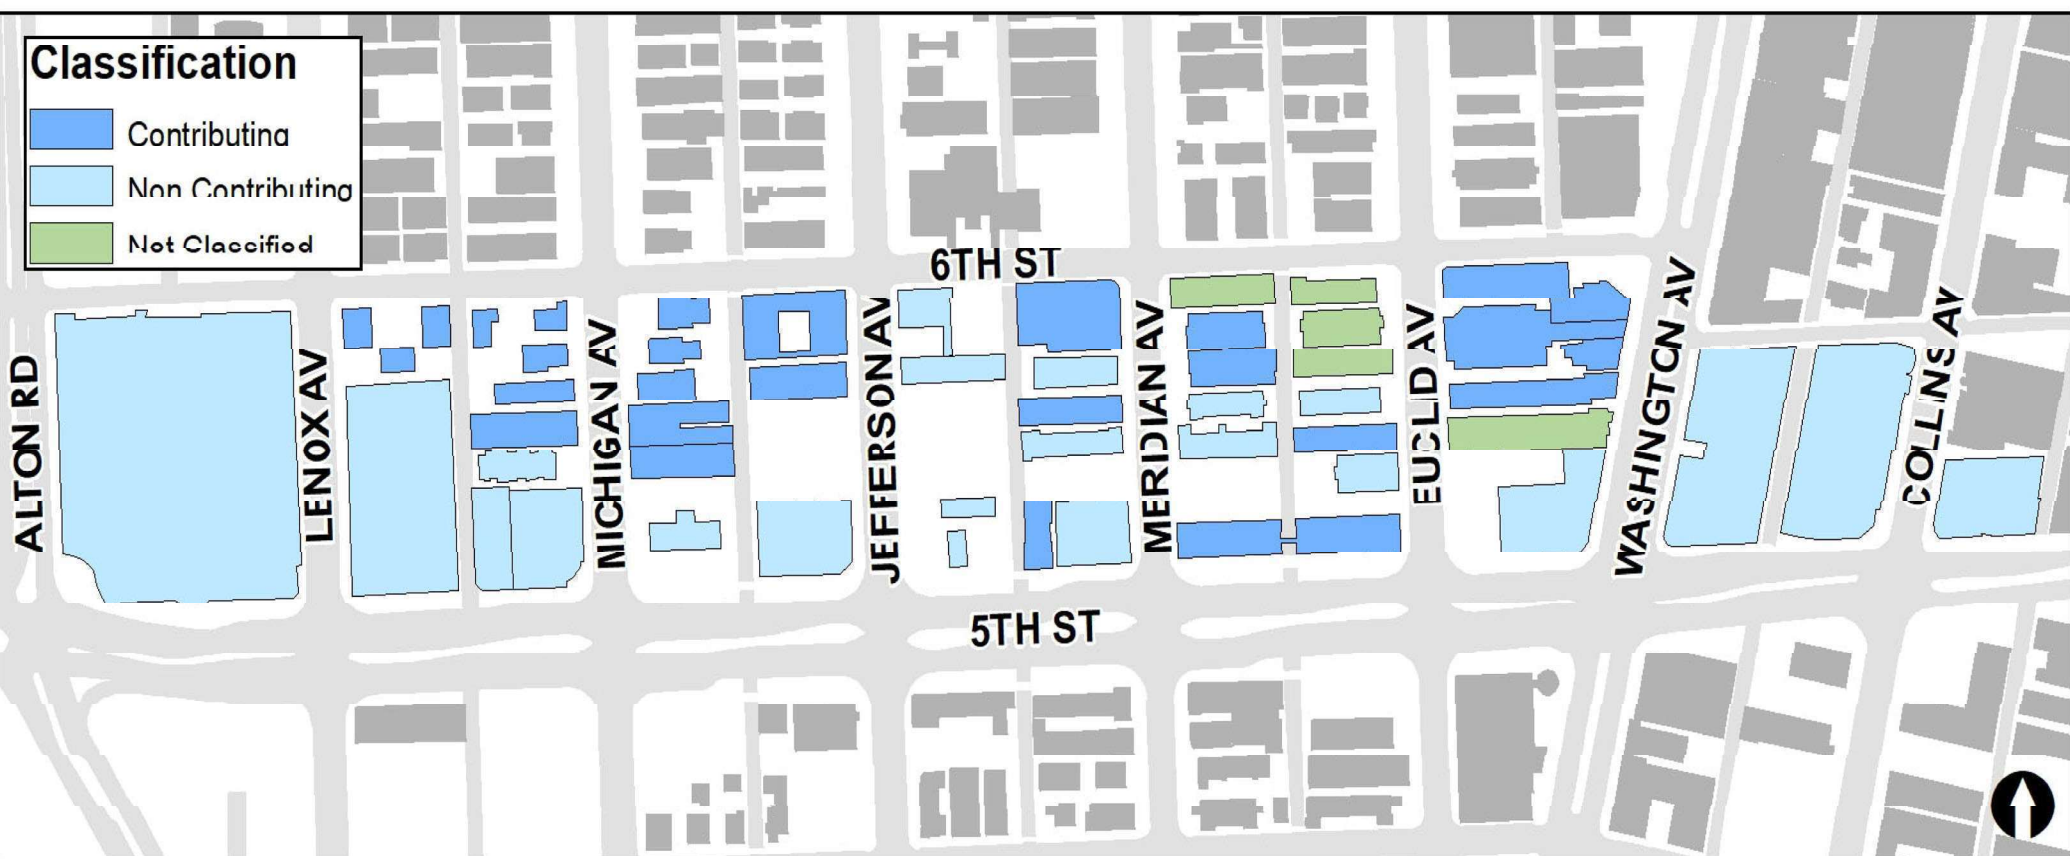 Classification
Contributing
Non Contributing
Not Classified
6TH ST
ALTON RD
LENOX AV
MICHIGAN AV
JEFFERSON AV
MERIDIAN AV
EUCLID AV
WASHINGTON AV
COLLINS AV
5TH ST